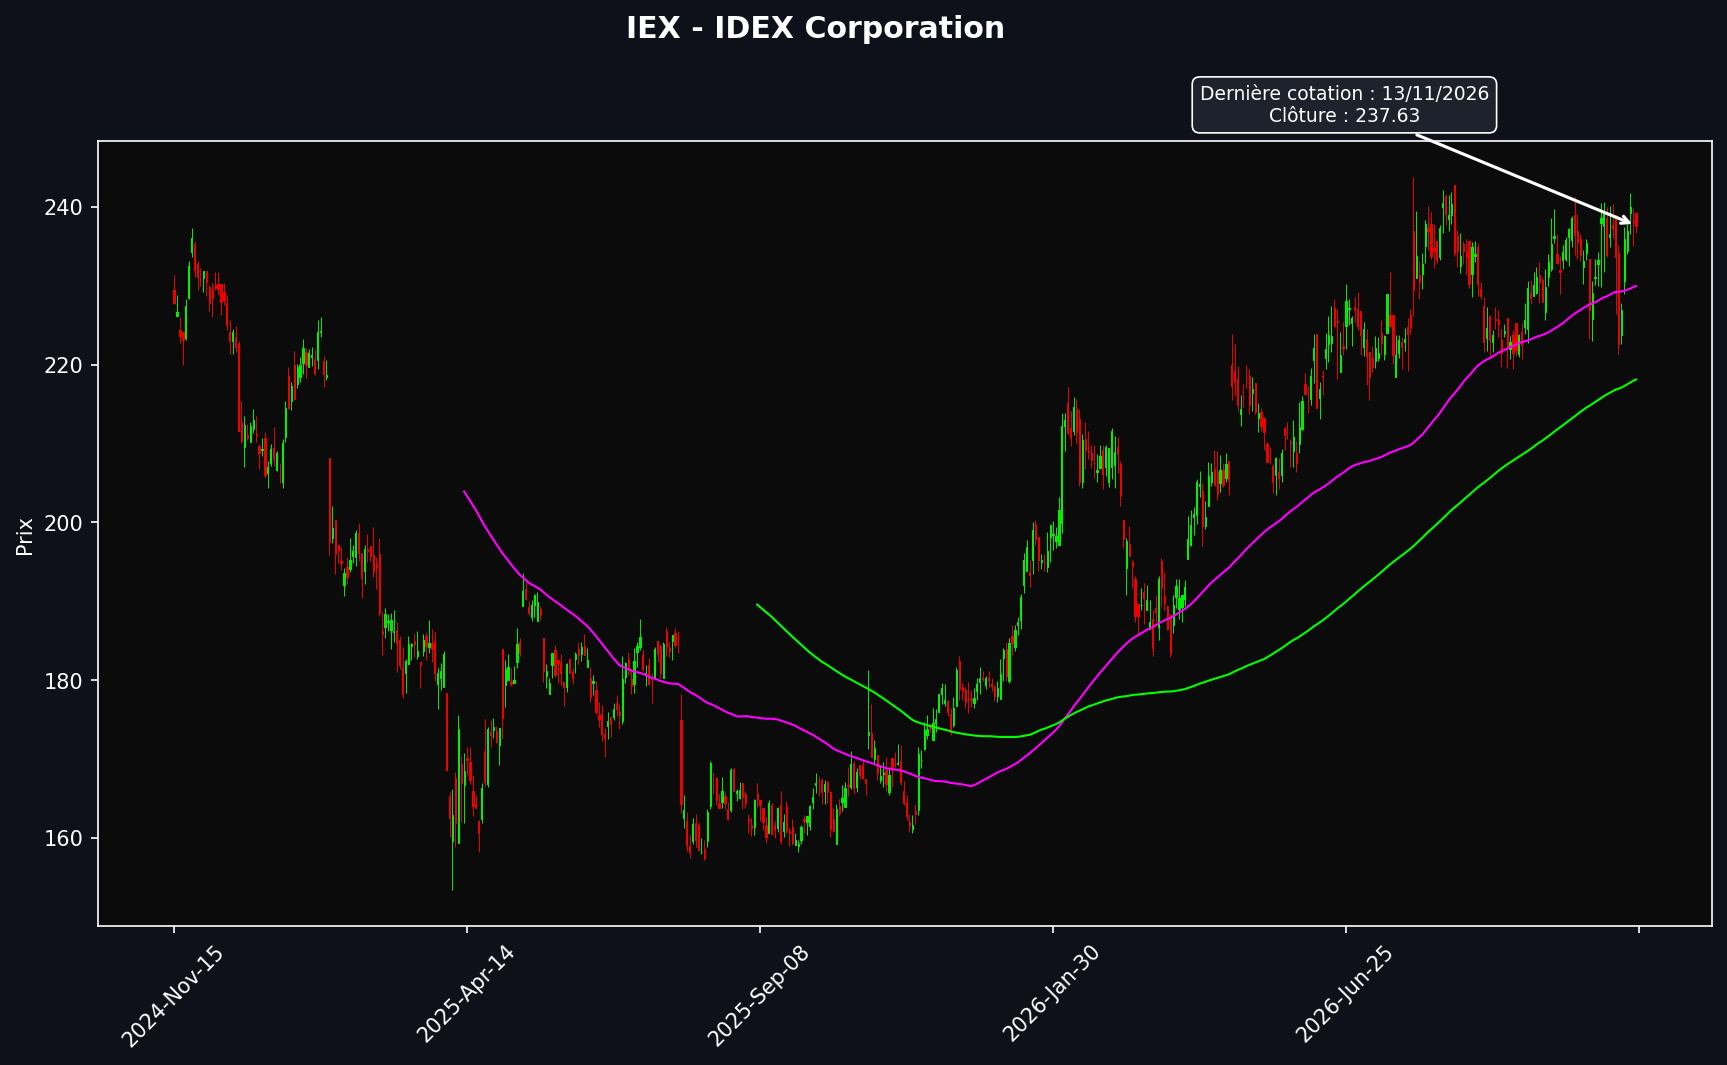 IEX - IDEX Corporation
Dernière cotation : 13/11/2026
Clôture : 237.63
240
220
200
180
160
Prix
2024-Nov-15
2025-Apr-14
2025-Sep-08
2026-Jan-30
2026-Jun-25